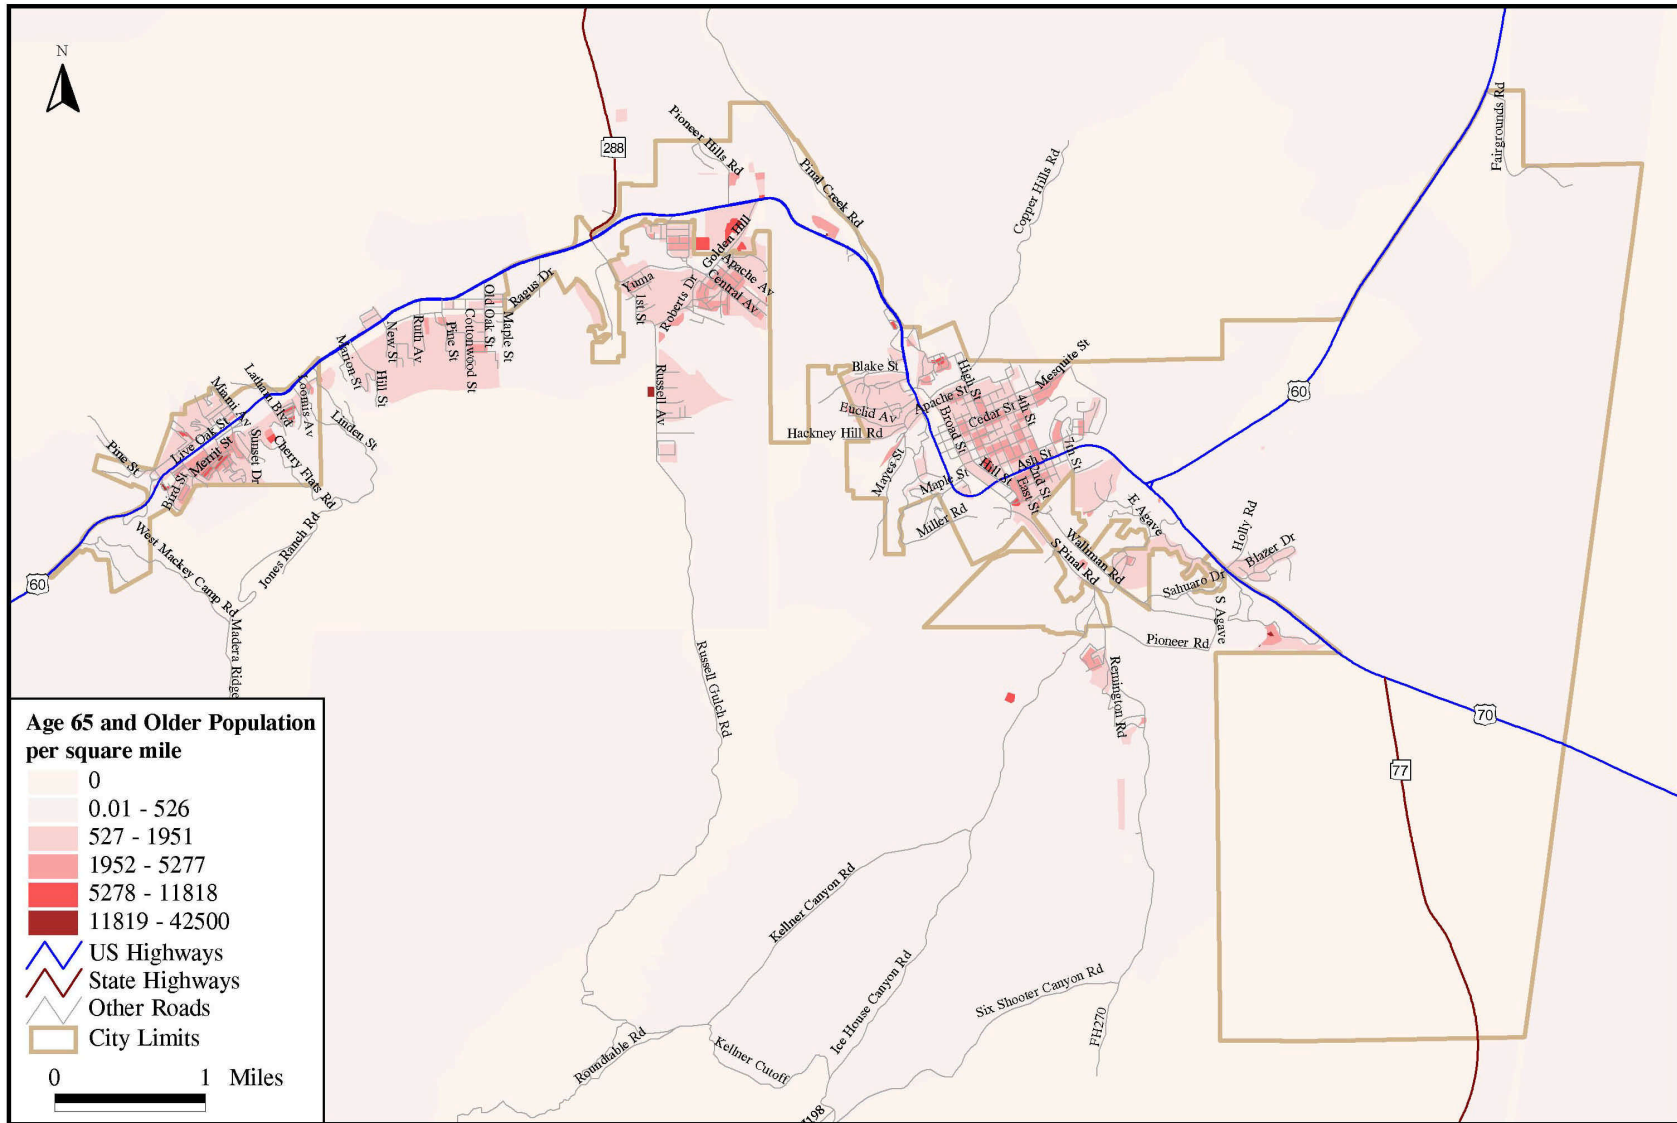 N
288
Pioneer Hills Rd
Pinal Creek Rd
Copper Hills Rd
Fairgrounds Rd
Golden Hill
Apache Av
Central Av
Yuma
1st St
Roberts Dr
Ragus Dr
Old Oak St
Maple St
Cottonwood St
Pine St
Ruth Av
New St
Hill St
Marion St
Russell Av
Latham Blvd
Loomis Av
Miami Av
Live Oak St
Merrit St
Bird St
Sunset Dr
Cherry Flats Rd
Linden St
Pine St
West Mackey Camp Rd
Jones Ranch Rd
Madera Ridge
60
Blake St
Euclid Av
Hackney Hill Rd
Mayes St
Maple St
Miller Rd
High St
Apache St
Broad St
Cedar St
4th St
Mesquite St
7th St
Ash St
2nd St
East St
Hill St
60
E Agave
Holly Rd
Blazer Dr
Wallman Rd
S Pinal Rd
Sahuaro Dr
S Agave
Pioneer Rd
Remington Rd
Russell Gulch Rd
70
77
Kellner Canyon Rd
Ice House Canyon Rd
Six Shooter Canyon Rd
FH270
Roundtable Rd
Kellner Cutoff
Age 65 and Older Population
per square mile
0
0.01 - 526
527 - 1951
1952 - 5277
5278 - 11818
11819 - 42500
US Highways
State Highways
Other Roads
City Limits
0 1 Miles